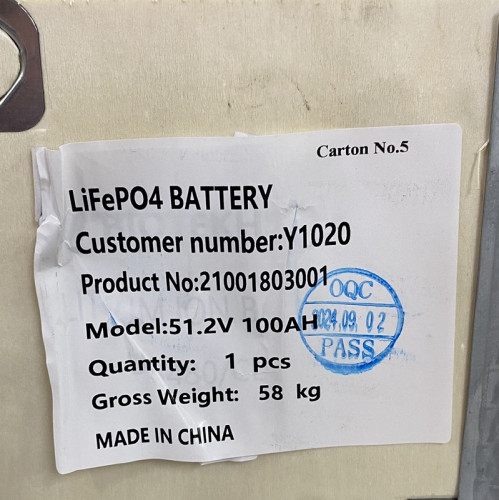 Carton No.5
LiFePO4 BATTERY
Customer number:Y1020
Product No:21001803001
OQC
Model:51.2V 100AH
2024.09.02
PASS
Quantity: 1 pcs
Gross Weight: 58 kg
MADE IN CHINA